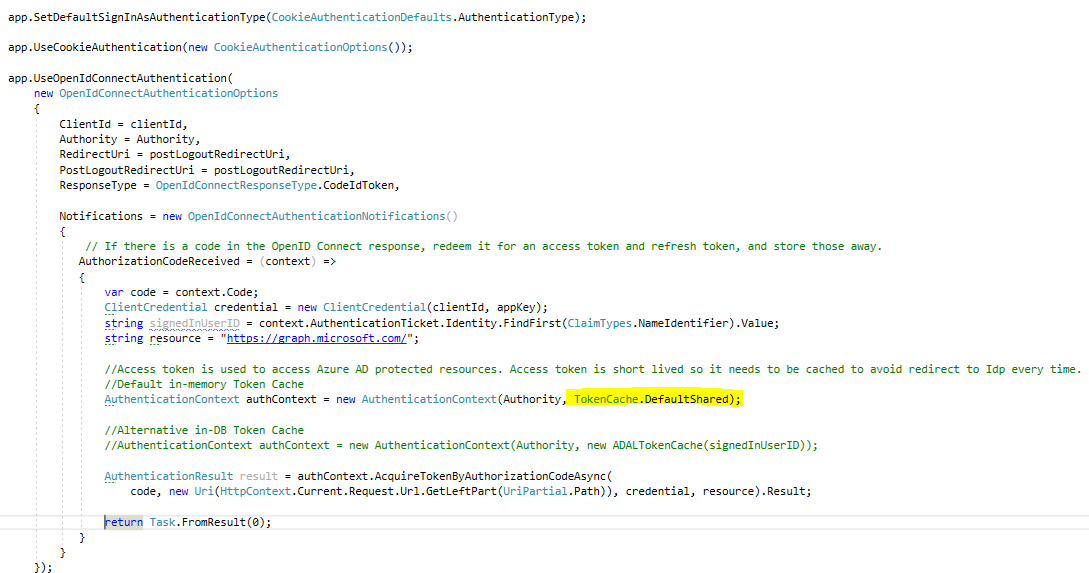 app.SetDefaultSignInAsAuthenticationType(CookieAuthenticationDefaults.AuthenticationType);
app.UseCookieAuthentication(new CookieAuthenticationOptions());
app.UseOpenIdConnectAuthentication(
new OpenIdConnectAuthenticationOptions
{
ClientId = clientId,
Authority = Authority,
RedirectUri = postLogoutRedirectUri,
PostLogoutRedirectUri = postLogoutRedirectUri,
ResponseType = OpenIdConnectResponseType.CodeIdToken,
Notifications = new OpenIdConnectAuthenticationNotifications()
{
// If there is a code in the OpenID Connect response, redeem it for an access token and refresh token, and store those away.
AuthorizationCodeReceived = (context) =>
{
var code = context.Code;
ClientCredential credential = new ClientCredential(clientId, appKey);
string signedInUserID = context.AuthenticationTicket.Identity.FindFirst(ClaimTypes.NameIdentifier).Value;
string resource = "https://graph.microsoft.com/";
//Access token is used to access Azure AD protected resources. Access token is short lived so it needs to be cached to avoid redirect to Idp every time.
//Default in-memory Token Cache
AuthenticationContext authContext = new AuthenticationContext(Authority, TokenCache.DefaultShared);
//Alternative in-DB Token Cache
//AuthenticationContext authContext = new AuthenticationContext(Authority, new ADALTokenCache(signedInUserID));
AuthenticationResult result = authContext.AcquireTokenByAuthorizationCodeAsync(
code, new Uri(HttpContext.Current.Request.Url.GetLeftPart(UriPartial.Path)), credential, resource).Result;
return Task.FromResult(0);
}
}
});